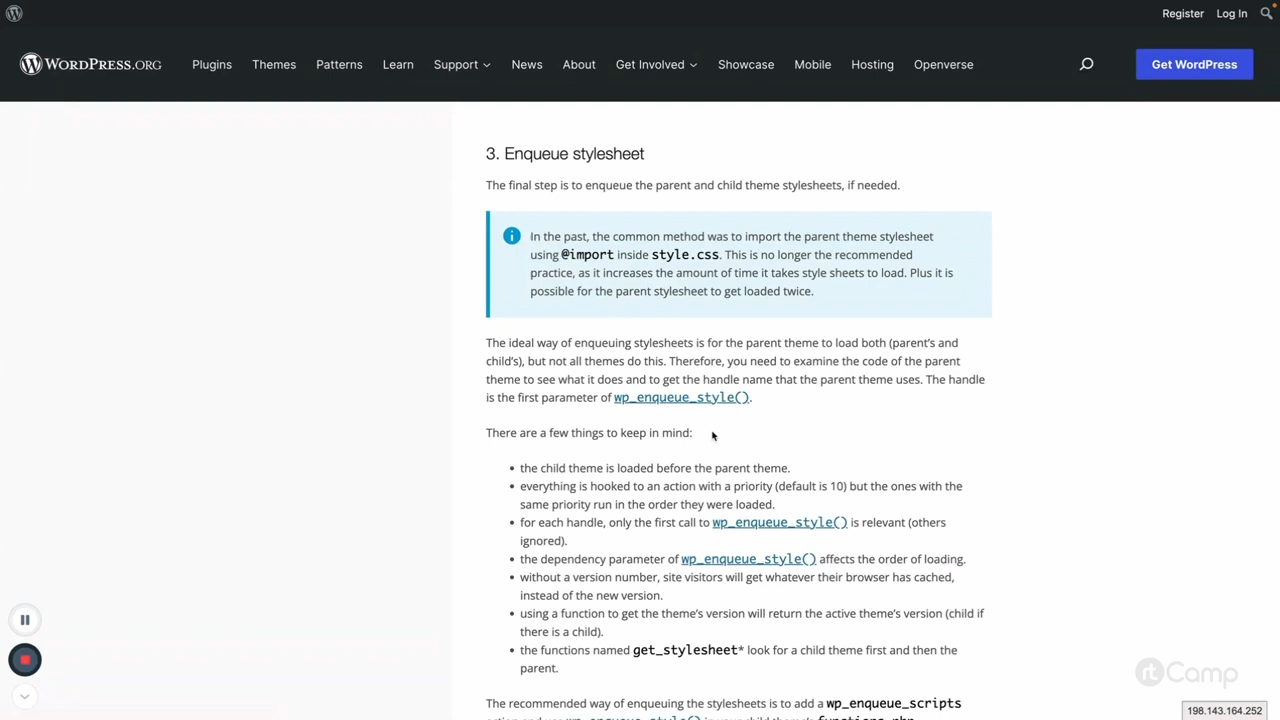 Register Log In
WORDPRESS.ORG Plugins Themes Patterns Learn Support News About Get Involved Showcase Mobile Hosting Openverse Get WordPress
3. Enqueue stylesheet
The final step is to enqueue the parent and child theme stylesheets, if needed.
In the past, the common method was to import the parent theme stylesheet
using @import inside style.css. This is no longer the recommended
practice, as it increases the amount of time it takes style sheets to load. Plus it is
possible for the parent stylesheet to get loaded twice.
The ideal way of enqueuing stylesheets is for the parent theme to load both (parent's and
child's), but not all themes do this. Therefore, you need to examine the code of the parent
theme to see what it does and to get the handle name that the parent theme uses. The handle
is the first parameter of wp_enqueue_style().
There are a few things to keep in mind:
• the child theme is loaded before the parent theme.
• everything is hooked to an action with a priority (default is 10) but the ones with the
same priority run in the order they were loaded.
• for each handle, only the first call to wp_enqueue_style() is relevant (others
ignored).
• the dependency parameter of wp_enqueue_style() affects the order of loading.
• without a version number, site visitors will get whatever their browser has cached,
instead of the new version.
• using a function to get the theme's version will return the active theme's version (child if
there is a child).
• the functions named get_stylesheet* look for a child theme first and then the
parent.
rtCamp
The recommended way of enqueuing the stylesheets is to add a wp_enqueue_scripts
198.143.164.252
action and use wp_enqueue_style() in your child theme's functions.php